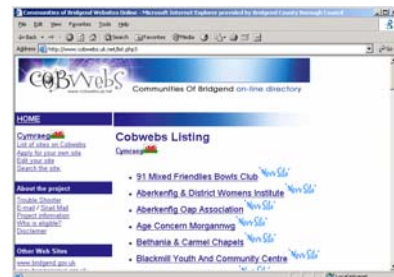 Communities of Bridgend Websites Online - Microsoft Internet Explorer provided by Bridgend County Borough Council
File Edit View Favorites Tools Help
Back Search Favorites Media
Address http://www.cobwebs.uk.net/list.php3
COBWEBS
Communities Of Bridgend on-line directory
HOME
Cymraeg
List of sites on Cobwebs
Apply for your own site
Edit your site
Search the site
About the project
Trouble Shooter
E-mail / Snail Mail
Project information
Who is eligible?
Disclaimer
Other Web Sites
www.bridgend.gov.uk
Cobwebs Listing
Cymraeg
91 Mixed Friendlies Bowls Club New Site
Aberkenfig & District Womens Institute New Site
Aberkenfig Gap Association New Site
Age Concern Morgannwg New Site
Bethania & Carmel Chapels New Site
Blackmill Youth And Community Centre New Site